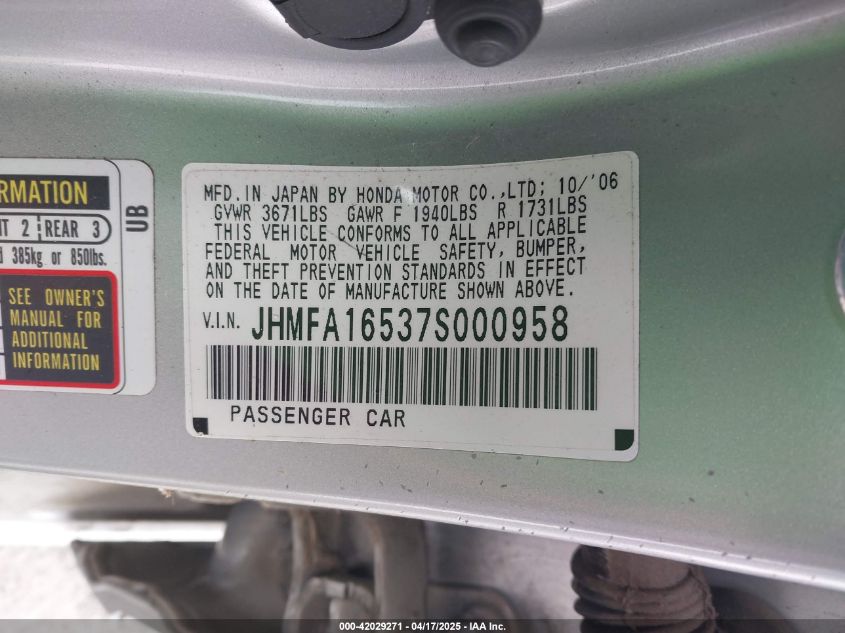 RMATION
NT 2 REAR 3
d 385kg or 850lbs.
SEE OWNER'S
MANUAL FOR
ADDITIONAL
INFORMATION
UB
MFD. IN JAPAN BY HONDA MOTOR CO.,LTD; 10/'06
GVWR 3671LBS GAWR F 1940LBS R 1731LBS
THIS VEHICLE CONFORMS TO ALL APPLICABLE
FEDERAL MOTOR VEHICLE SAFETY, BUMPER,
AND THEFT PREVENTION STANDARDS IN EFFECT
ON THE DATE OF MANUFACTURE SHOWN ABOVE.
V.I.N. JHMFA16537S000958
PASSENGER CAR
000-42029271 - 04/17/2025 - IAA Inc.